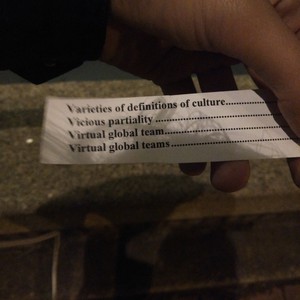 Varieties of definitions of culture......................
Vicious partiality ..........................................
Virtual global team........................................
Virtual global teams......................................